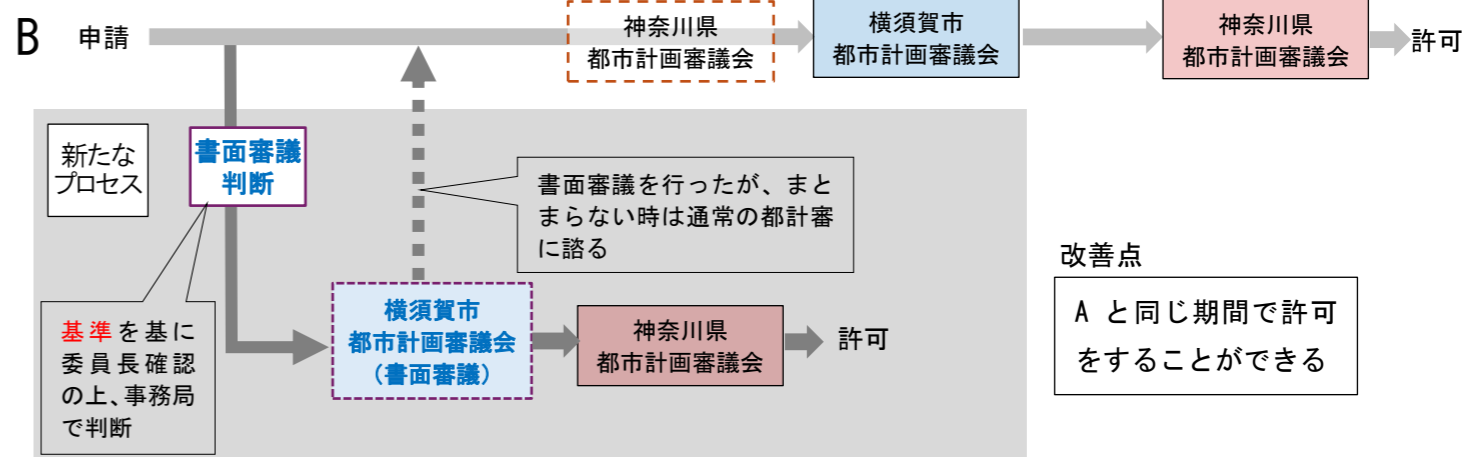 B
申請
神奈川県
都市計画審議会
横須賀市
都市計画審議会
神奈川県
都市計画審議会
許可
新たな
プロセス
書面審議
判断
書面審議を行ったが、まと
まらない時は通常の都計審
に諮る
基準を基に
委員長確認
の上、事務局
で判断
横須賀市
都市計画審議会
（書面審議）
神奈川県
都市計画審議会
許可
改善点
A と同じ期間で許可
をすることができる